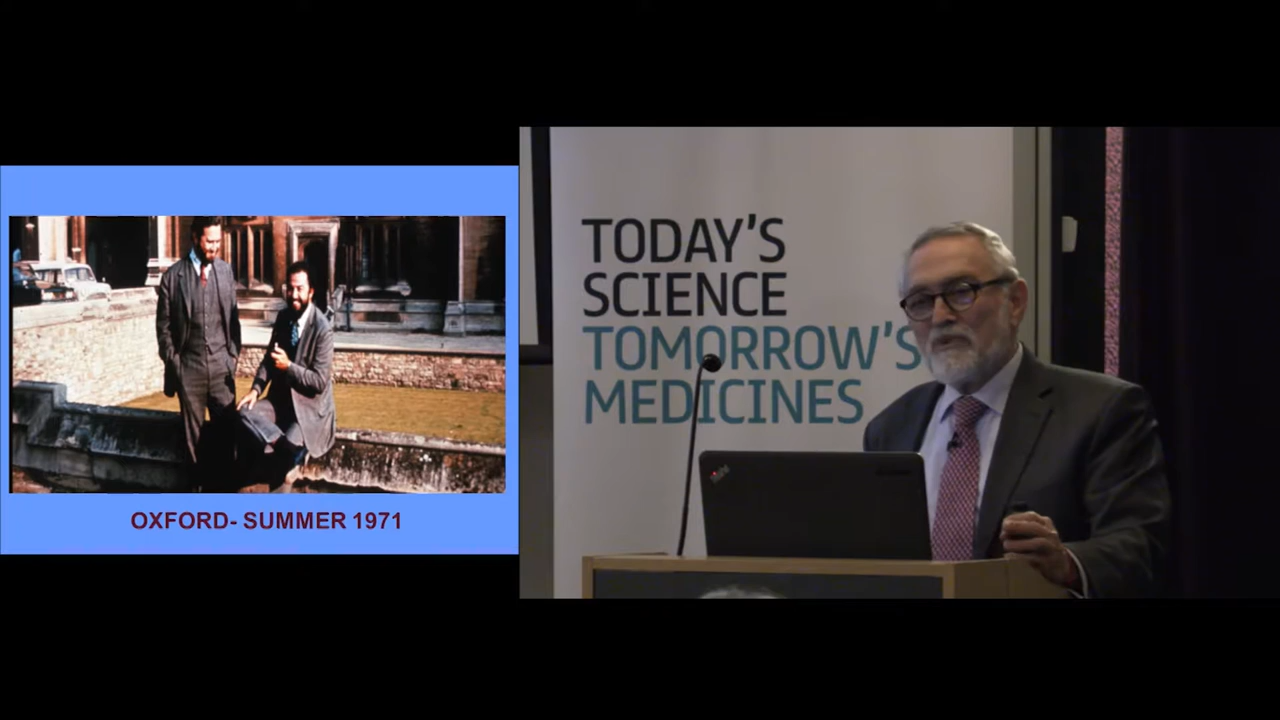 OXFORD- SUMMER 1971
TODAY'S
SCIENCE
TOMORROW'S
MEDICINES